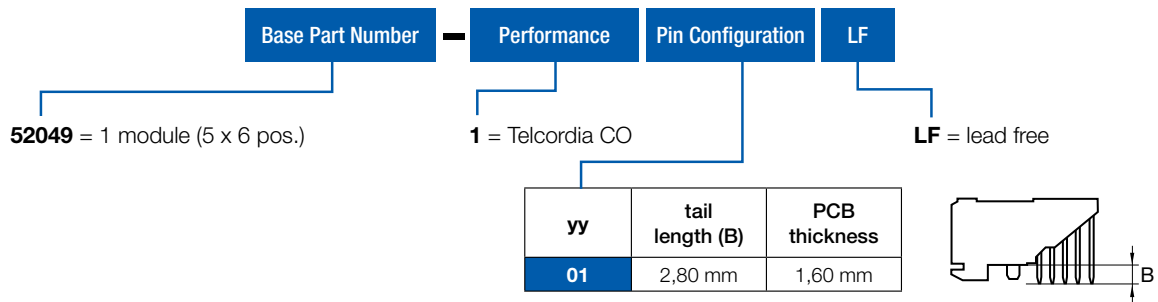 Base Part Number – Performance Pin Configuration LF
52049 = 1 module (5 x 6 pos.)
1 = Telcordia CO
LF = lead free
yy
tail
length (B)
PCB
thickness
01
2,80 mm
1,60 mm
B